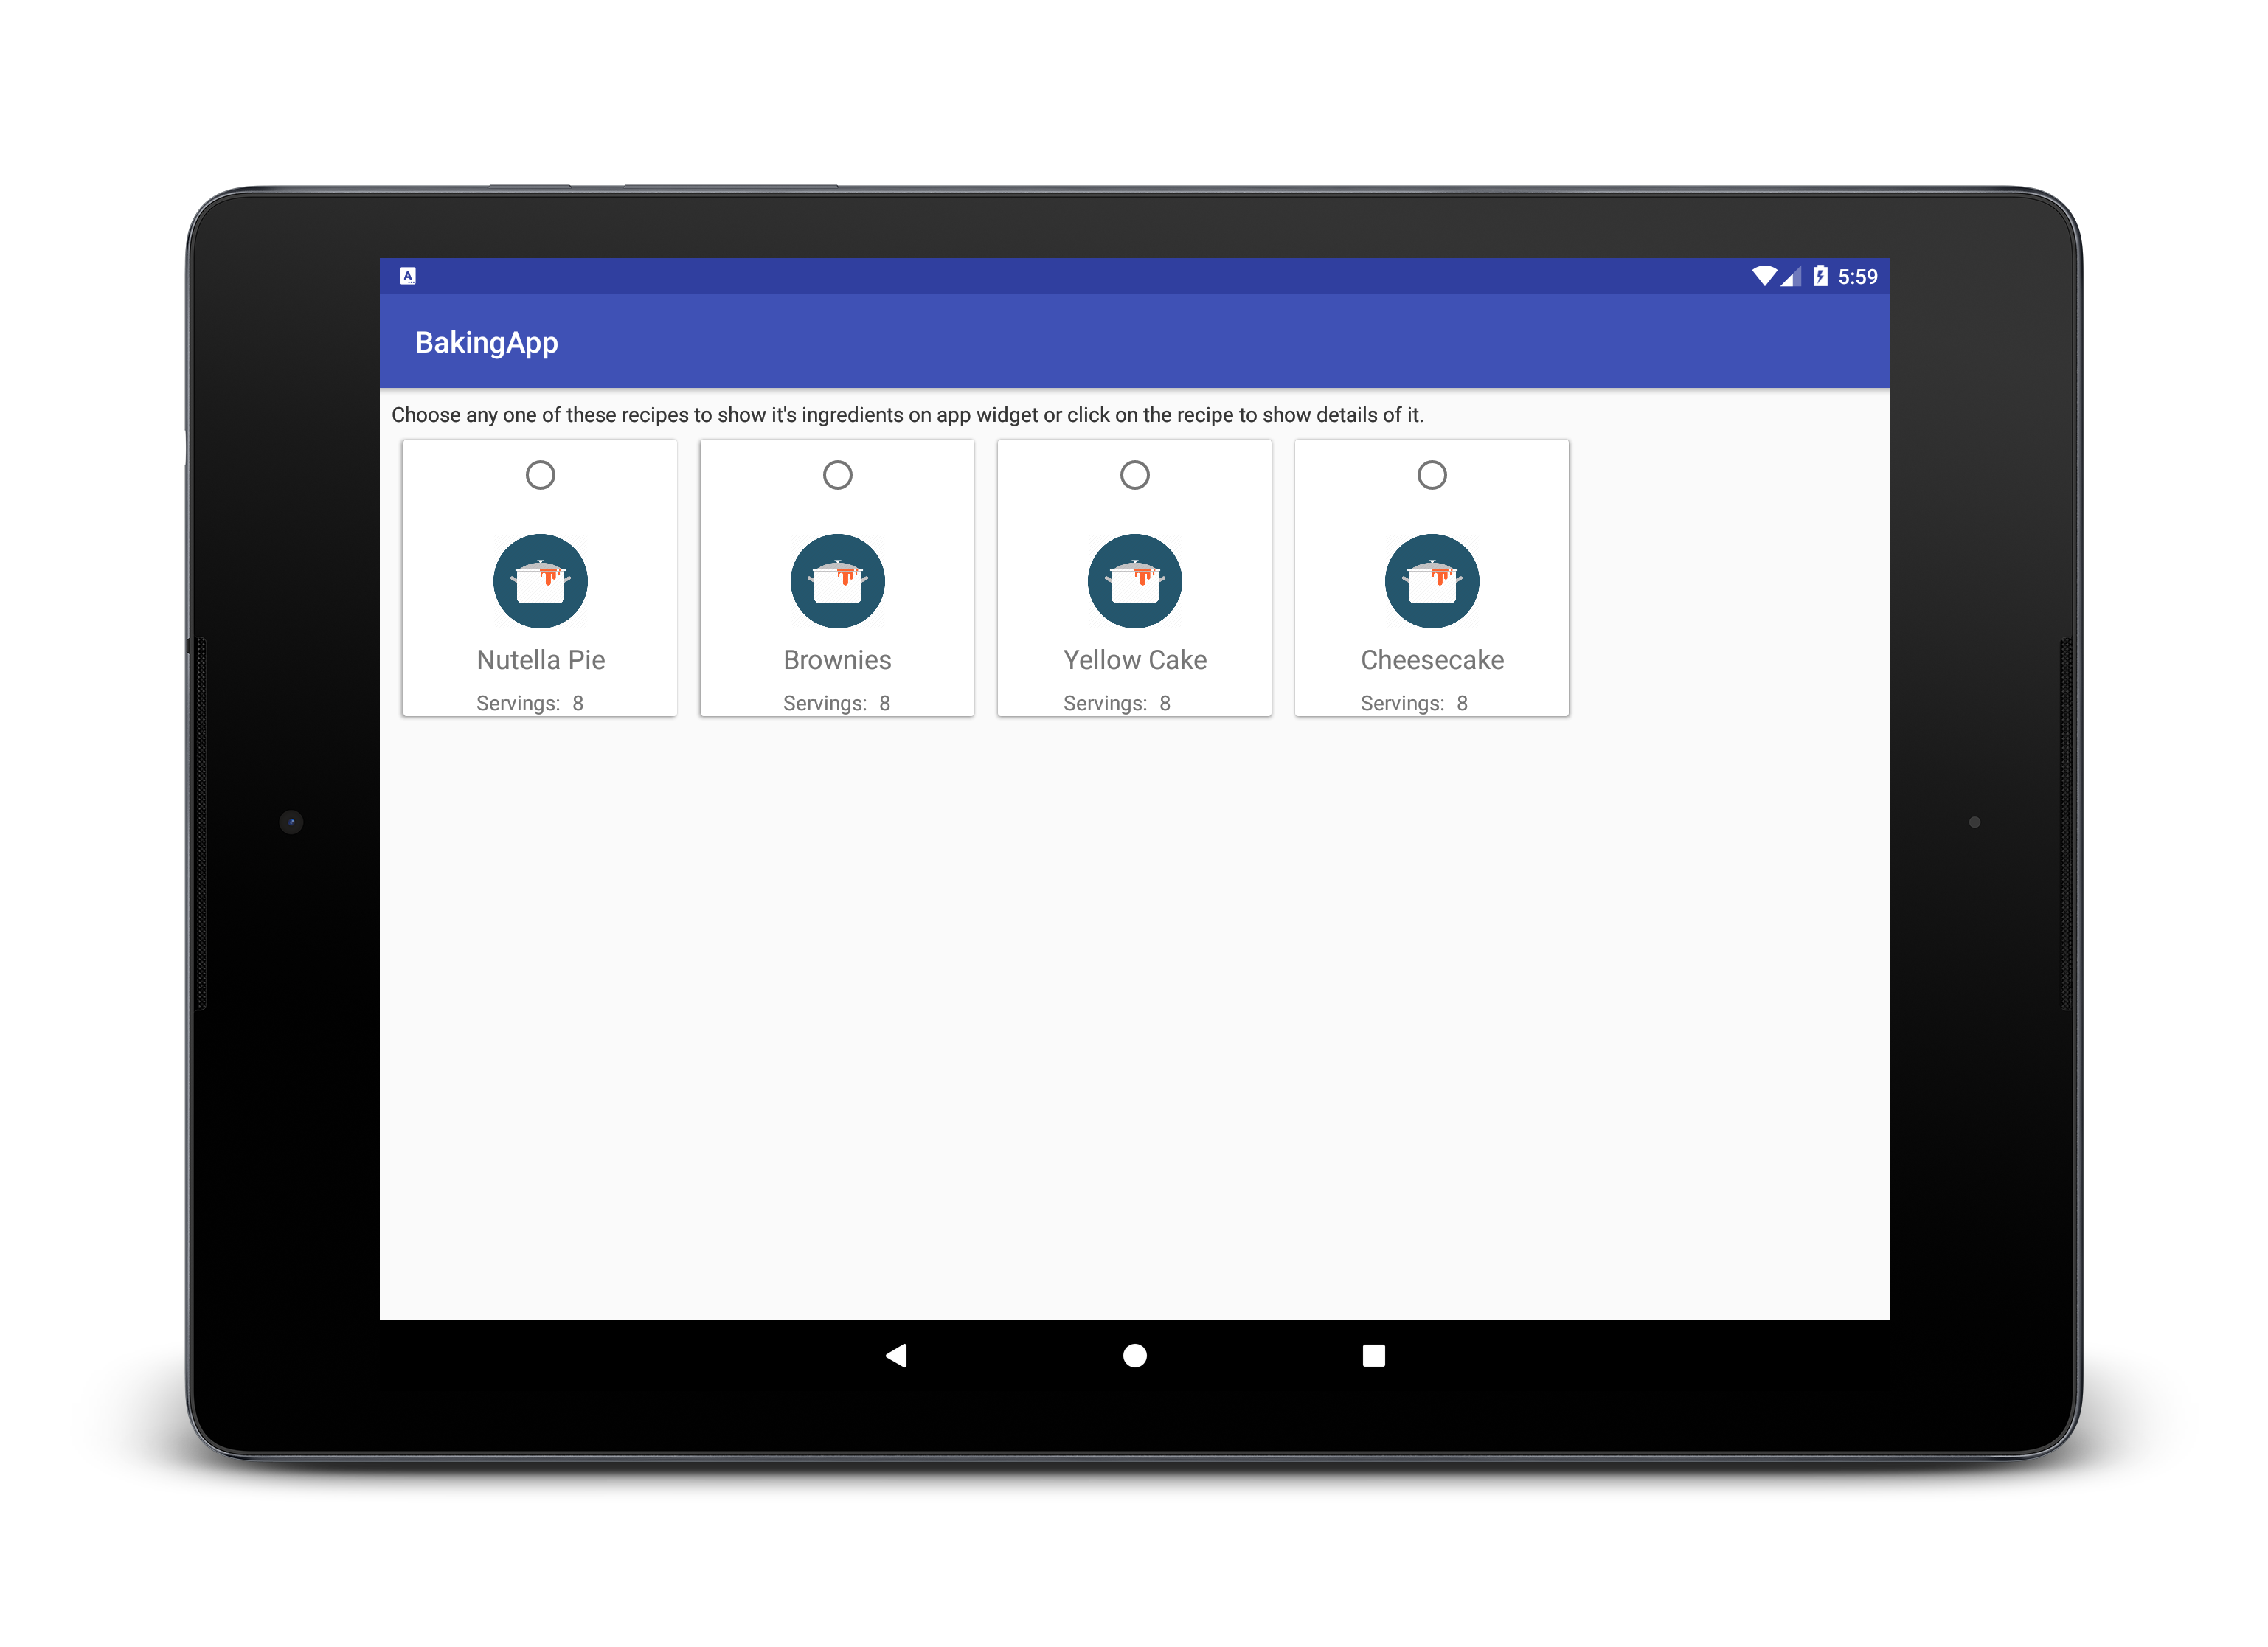 A
5:59
BakingApp
Choose any one of these recipes to show it's ingredients on app widget or click on the recipe to show details of it.
Nutella Pie
Servings: 8
Brownies
Servings: 8
Yellow Cake
Servings: 8
Cheesecake
Servings: 8